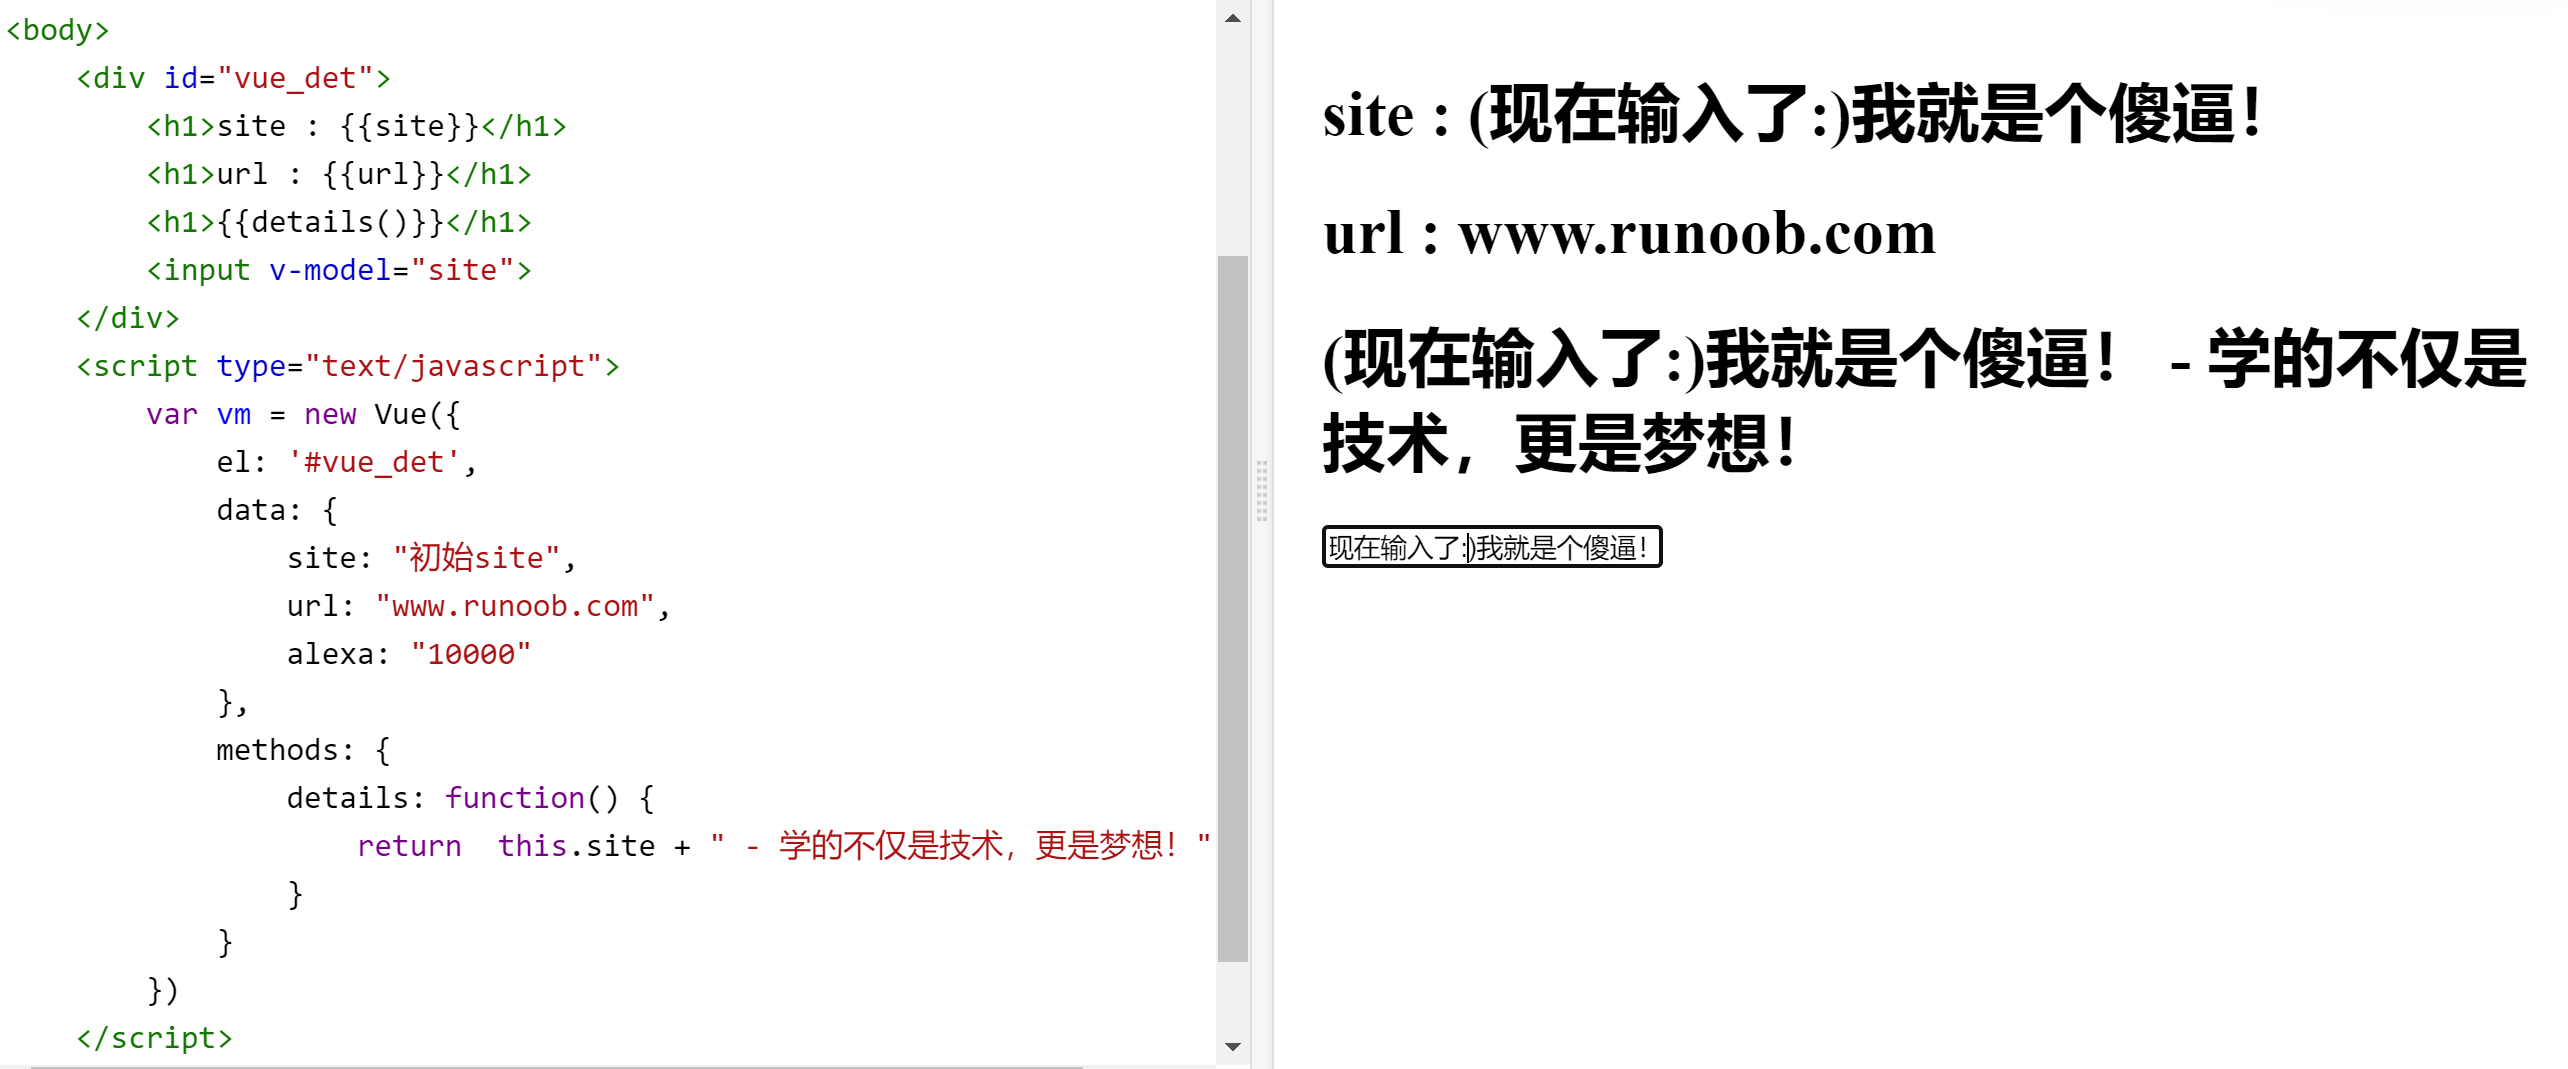 <body>
    <div id="vue_det">
        <h1>site : {{site}}</h1>
        <h1>url : {{url}}</h1>
        <h1>{{details()}}</h1>
        <input v-model="site">
    </div>
    <script type="text/javascript">
        var vm = new Vue({
            el: '#vue_det',
            data: {
                site: "初始site",
                url: "www.runoob.com",
                alexa: "10000"
            },
            methods: {
                details: function() {
                    return  this.site + " - 学的不仅是技术，更是梦想！"
                }
            }
        })
    </script>
site : (现在输入了:)我就是个傻逼！
url : www.runoob.com
(现在输入了:)我就是个傻逼！ - 学的不仅是
技术，更是梦想！
现在输入了:)我就是个傻逼！